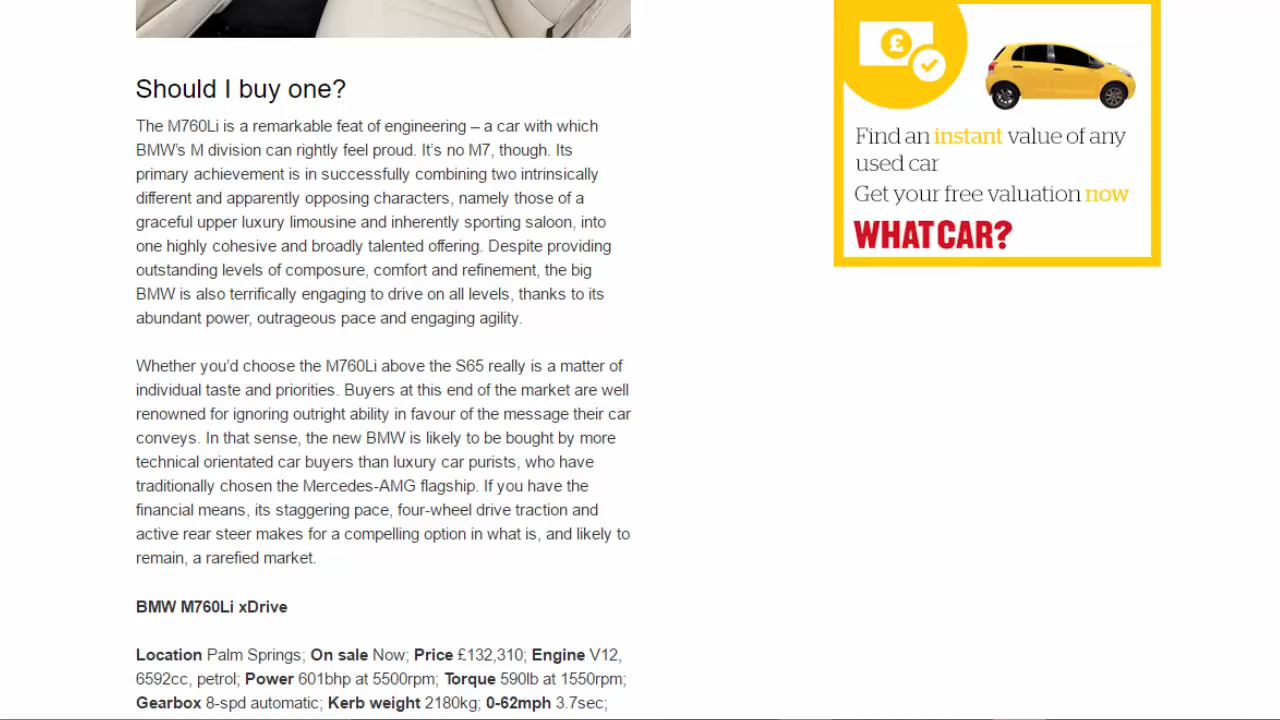 Should I buy one?
The M760Li is a remarkable feat of engineering – a car with which
BMW’s M division can rightly feel proud. It’s no M7, though. Its
primary achievement is in successfully combining two intrinsically
different and apparently opposing characters, namely those of a
graceful upper luxury limousine and inherently sporting saloon, into
one highly cohesive and broadly talented offering. Despite providing
outstanding levels of composure, comfort and refinement, the big
BMW is also terrifically engaging to drive on all levels, thanks to its
abundant power, outrageous pace and engaging agility.
Whether you’d choose the M760Li above the S65 really is a matter of
individual taste and priorities. Buyers at this end of the market are well
renowned for ignoring outright ability in favour of the message their car
conveys. In that sense, the new BMW is likely to be bought by more
technical orientated car buyers than luxury car purists, who have
traditionally chosen the Mercedes-AMG flagship. If you have the
financial means, its staggering pace, four-wheel drive traction and
active rear steer makes for a compelling option in what is, and likely to
remain, a rarefied market.
BMW M760Li xDrive
Location Palm Springs; On sale Now; Price £132,310; Engine V12,
6592cc, petrol; Power 601bhp at 5500rpm; Torque 590lb at 1550rpm;
Gearbox 8-spd automatic; Kerb weight 2180kg; 0-62mph 3.7sec;
£
Find an instant value of any
used car
Get your free valuation now
WHAT CAR?